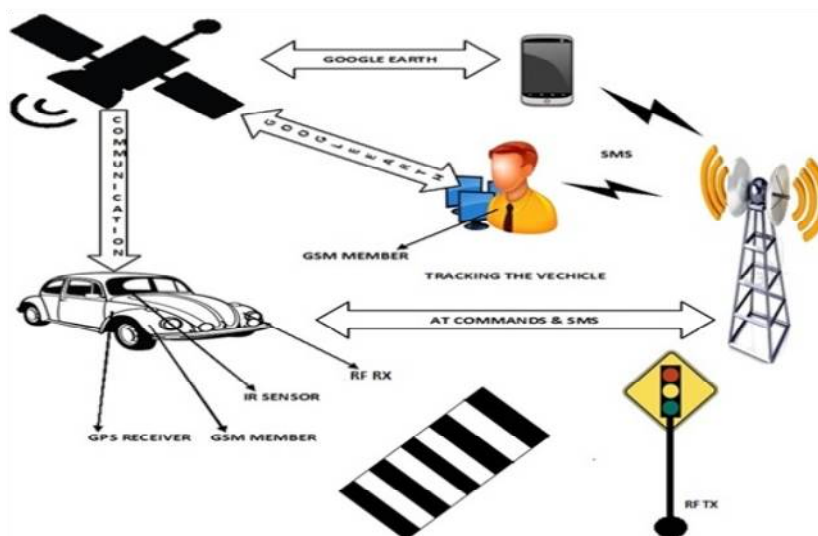 GOOGLE EARTH
COMMUNICATION
GOOGLE EARTH
SMS
GSM MEMBER
TRACKING THE VECHICLE
AT COMMANDS & SMS
RF RX
IR SENSOR
GPS RECEIVER
GSM MEMBER
RF TX